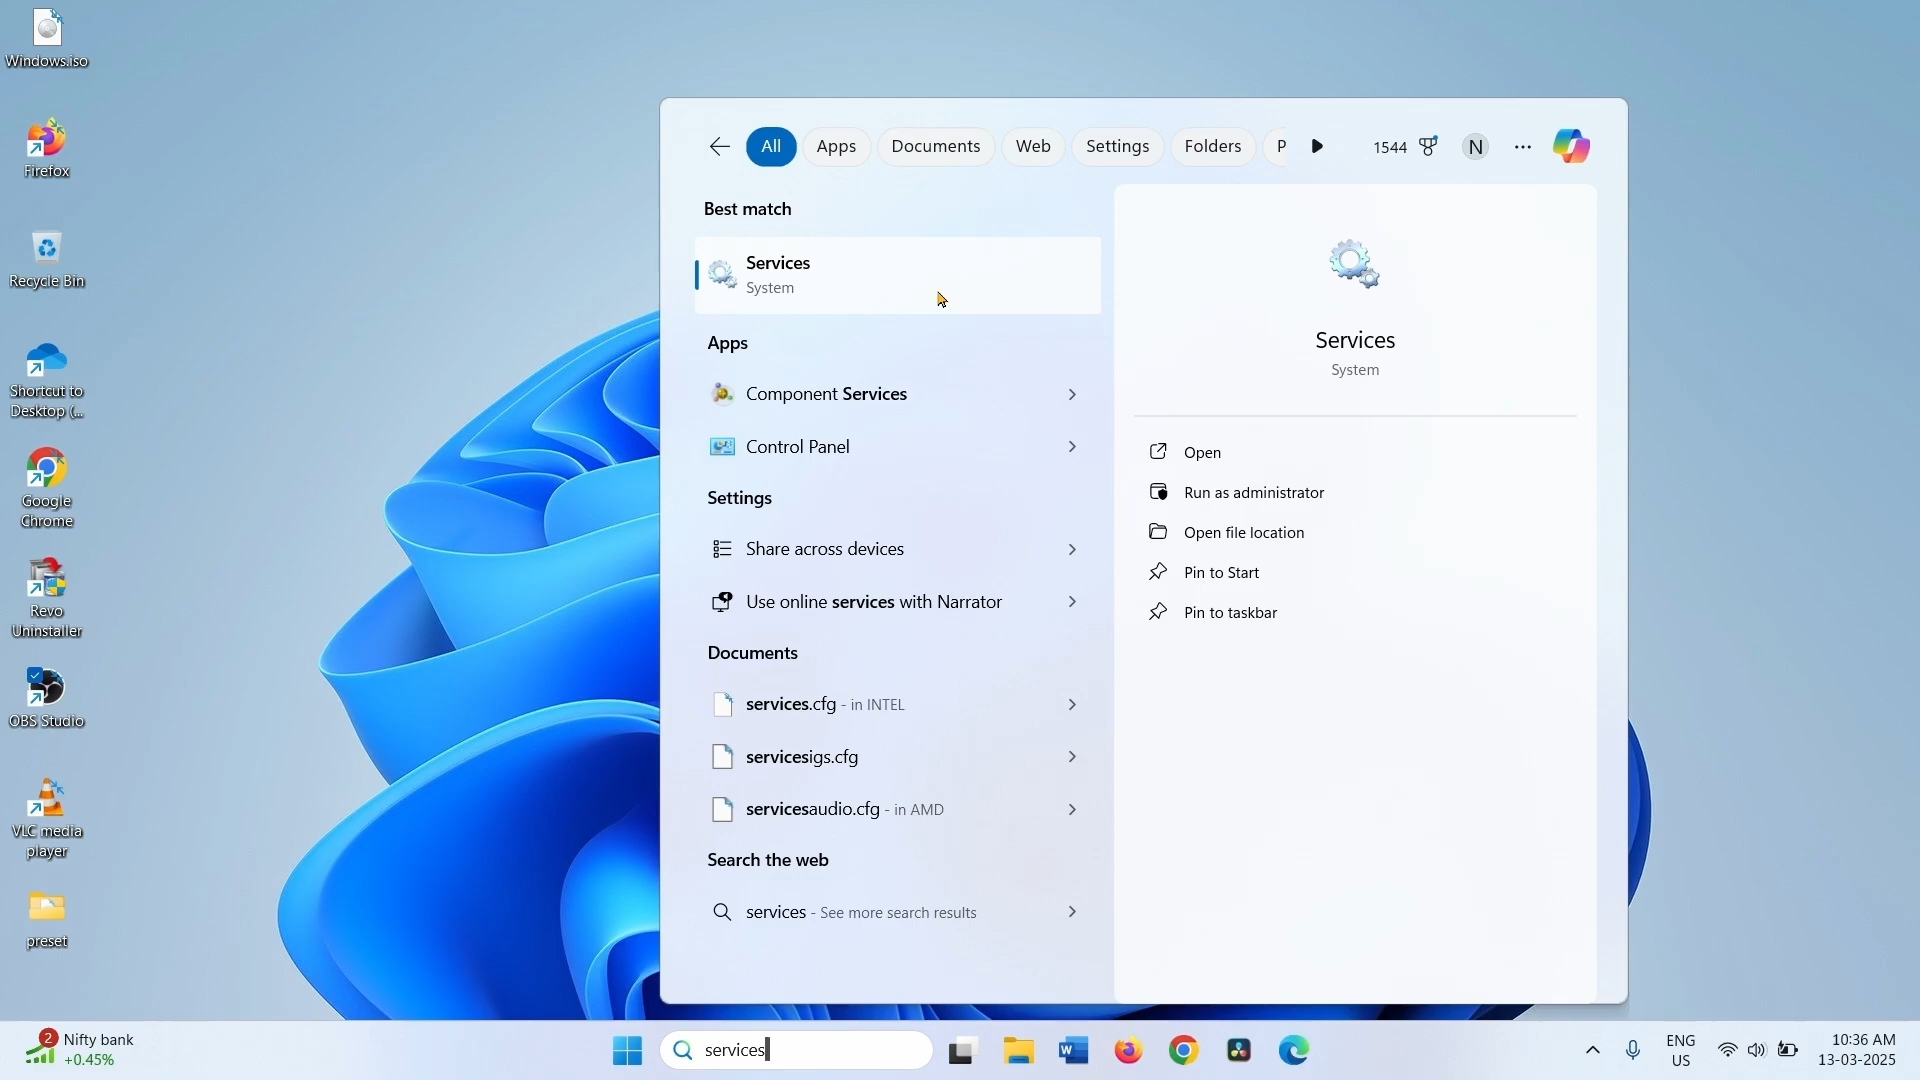 Windows.iso
Firefox
Recycle Bin
Shortcut to
Desktop (...
Google
Chrome
Revo
Uninstaller
OBS Studio
VLC media
player
preset
All
Apps
Documents
Web
Settings
Folders
P
1544
N
Best match
Services
System
Apps
Component Services
Control Panel
Settings
Share across devices
Use online services with Narrator
Documents
services.cfg - in INTEL
servicesigs.cfg
servicesaudio.cfg - in AMD
Search the web
services - See more search results
Services
System
Open
Run as administrator
Open file location
Pin to Start
Pin to taskbar
2
Nifty bank
+0.45%
services
W
ENG
US
10:36 AM
13-03-2025